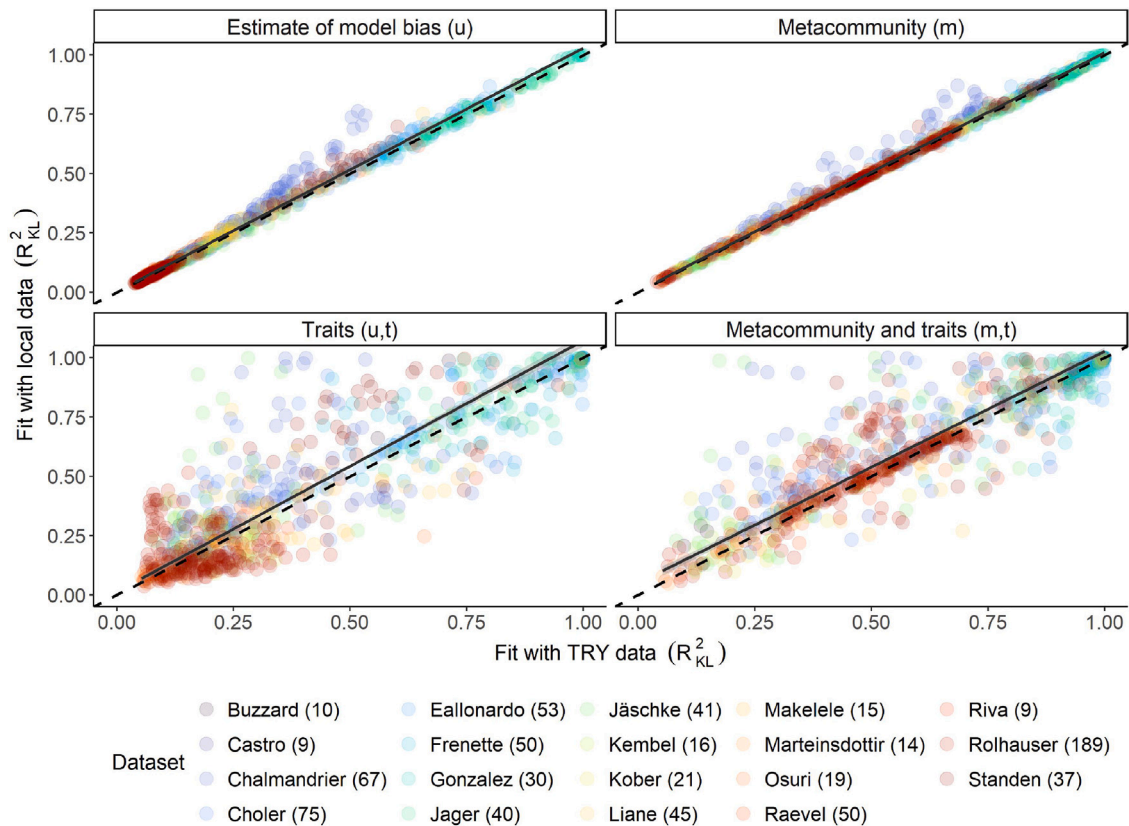 Estimate of model bias (u)
Metacommunity (m)
1.00
0.75
0.50
0.25
0.00
Traits (u,t)
Metacommunity and traits (m,t)
1.00
0.75
0.50
0.25
0.00
Fit with local data (R²KL)
0.00 0.25 0.50 0.75 1.00
0.00 0.25 0.50 0.75 1.00
Fit with TRY data (R²KL)
Dataset
Buzzard (10) Eallonardo (53) Jäschke (41) Makelele (15) Riva (9)
Castro (9) Frenette (50) Kembel (16) Marteinsdottir (14) Rolhauser (189)
Chalmandrier (67) Gonzalez (30) Kober (21) Osuri (19) Standen (37)
Choler (75) Jager (40) Liane (45) Raevel (50)